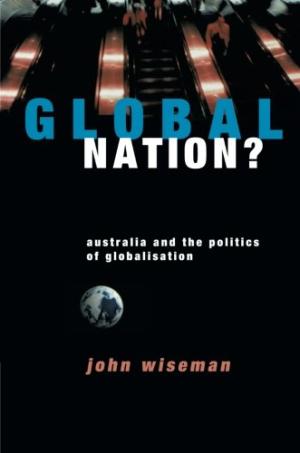 GLOBAL
NATION?
australia and the politics
of globalisation
john wiseman